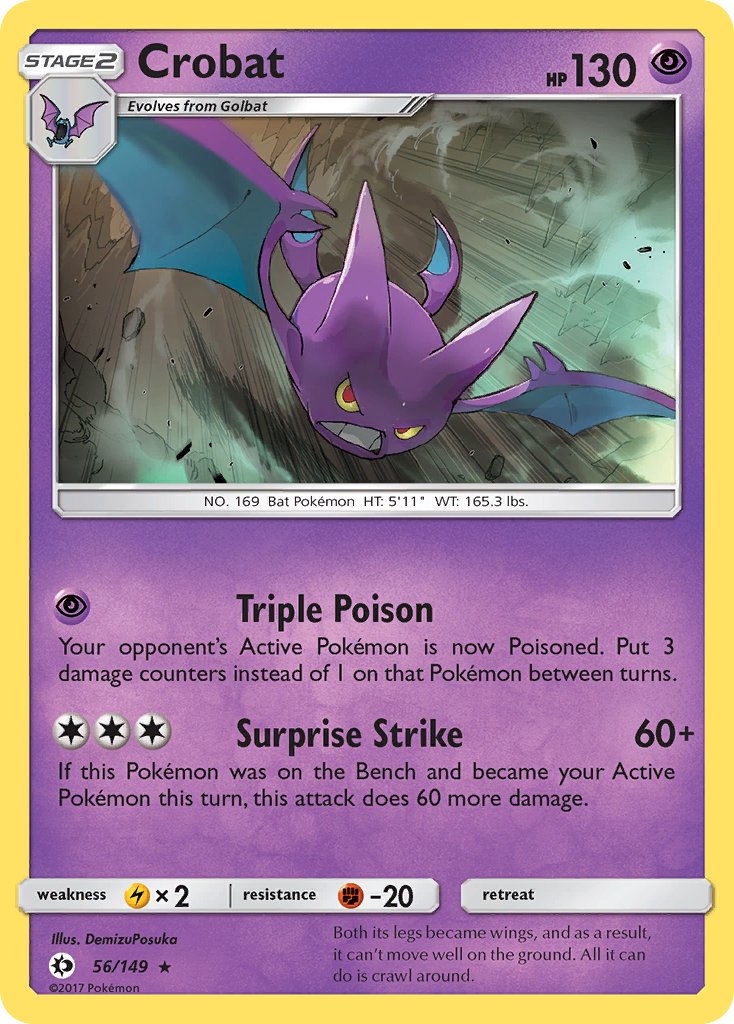 STAGE2
Crobat
HP 130
Evolves from Golbat
NO. 169 Bat Pokémon HT: 5'11" WT: 165.3 lbs.
Triple Poison
Your opponent's Active Pokémon is now Poisoned. Put 3
damage counters instead of 1 on that Pokémon between turns.
Surprise Strike 60+
If this Pokémon was on the Bench and became your Active
Pokémon this turn, this attack does 60 more damage.
weakness ×2 resistance -20 retreat
Illus. DemizuPosuka
56/149
©2017 Pokémon
Both its legs became wings, and as a result,
it can't move well on the ground. All it can
do is crawl around.